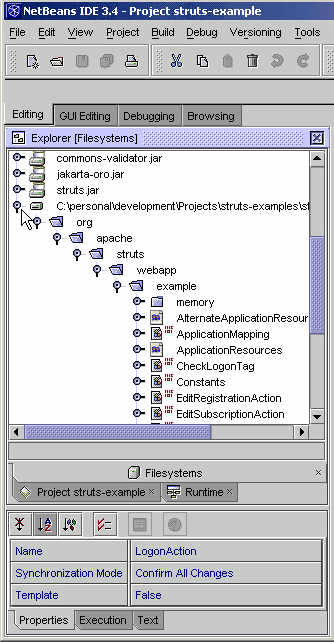 NetBeans IDE 3.4 - Project struts-example
File Edit View Project Build Debug Versioning Tools
Editing GUI Editing Debugging Browsing
Explorer [Filesystems]
commons-validator.jar
jakarta-oro.jar
struts.jar
C:\personal\development\Projects\struts-examples\st
org
apache
struts
webapp
example
memory
AlternateApplicationResour
ApplicationMapping
ApplicationResources
CheckLogonTag
Constants
EditRegistrationAction
EditSubscriptionAction
Filesystems
Project struts-example Runtime
Name LogonAction
Synchronization Mode Confirm All Changes
Template False
Properties Execution Text